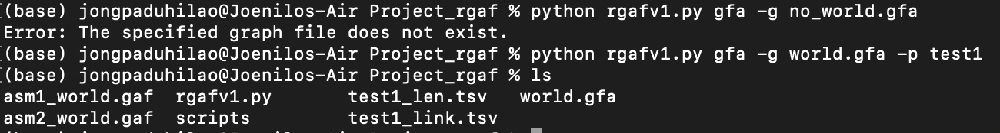 (base) jongpaduhilao@Joenilos-Air Project_rgaf % python rgafv1.py gfa -g no_world.gfa
Error: The specified graph file does not exist.
(base) jongpaduhilao@Joenilos-Air Project_rgaf % python rgafv1.py gfa -g world.gfa -p test1
(base) jongpaduhilao@Joenilos-Air Project_rgaf % ls
asm1_world.gaf rgafv1.py test1_len.tsv world.gfa
asm2_world.gaf scripts test1_link.tsv